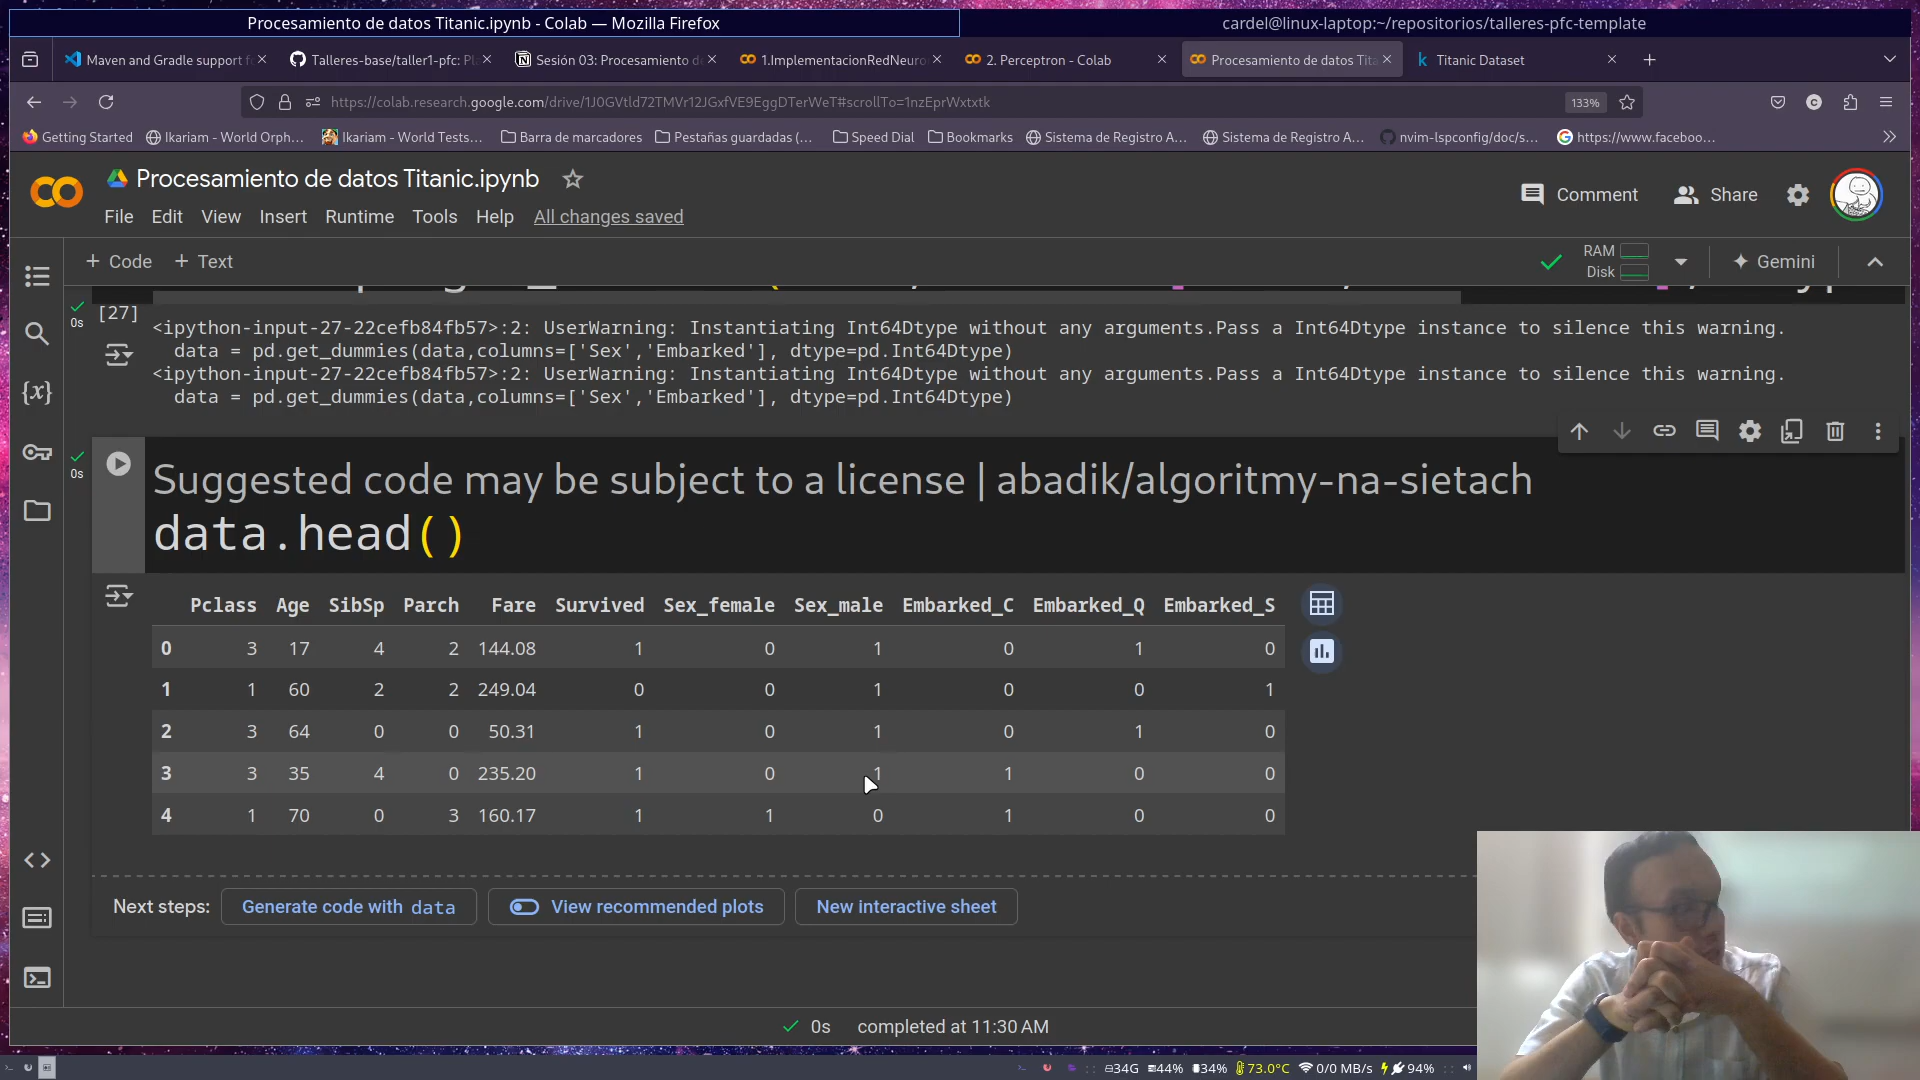 Procesamiento de datos Titanic.ipynb - Colab — Mozilla Firefox
cardel@linux-laptop:~/repositorios/talleres-pfc-template
Maven and Gradle support f
Talleres-base/taller1-pfc: Pl
Sesión 03: Procesamiento d
1.ImplementacionRedNeuro
2. Perceptron - Colab
Procesamiento de datos Tita
Titanic Dataset
https://colab.research.google.com/drive/1J0GVtld72TMVr12JGxfVE9EggDTerWeT#scrollTo=1nzEprWxtxtk
133%
Getting Started
Ikariam - World Orph...
Ikariam - World Tests...
Barra de marcadores
Pestañas guardadas (...
Speed Dial
Bookmarks
Sistema de Registro A...
Sistema de Registro A...
nvim-lspconfig/doc/s...
https://www.faceboo...
Procesamiento de datos Titanic.ipynb
Comment
Share
File Edit View Insert Runtime Tools Help All changes saved
+ Code + Text
RAM
Disk
Gemini
[27]
0s
<ipython-input-27-22cefb84fb57>:2: UserWarning: Instantiating Int64Dtype without any arguments.Pass a Int64Dtype instance to silence this warning.
data = pd.get_dummies(data,columns=['Sex','Embarked'], dtype=pd.Int64Dtype)
<ipython-input-27-22cefb84fb57>:2: UserWarning: Instantiating Int64Dtype without any arguments.Pass a Int64Dtype instance to silence this warning.
data = pd.get_dummies(data,columns=['Sex','Embarked'], dtype=pd.Int64Dtype)
0s
Suggested code may be subject to a license | abadik/algoritmy-na-sietach
data.head()
Pclass Age SibSp Parch Fare Survived Sex_female Sex_male Embarked_C Embarked_Q Embarked_S
0 3 17 4 2 144.08 1 0 1 0 1 0
1 1 60 2 2 249.04 0 0 1 0 0 1
2 3 64 0 0 50.31 1 0 1 0 1 0
3 3 35 4 0 235.20 1 0 1 1 0 0
4 1 70 0 3 160.17 1 1 0 1 0 0
Next steps: Generate code with data View recommended plots New interactive sheet
0s completed at 11:30 AM
34G 44% 34% 73.0°C 0/0 MB/s 94%